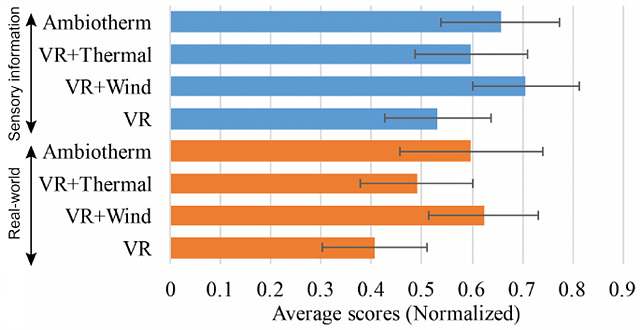 Sensory information
Ambiotherm
VR+Thermal
VR+Wind
VR
Real-world
Ambiotherm
VR+Thermal
VR+Wind
VR
0 0.1 0.2 0.3 0.4 0.5 0.6 0.7 0.8 0.9
Average scores (Normalized)